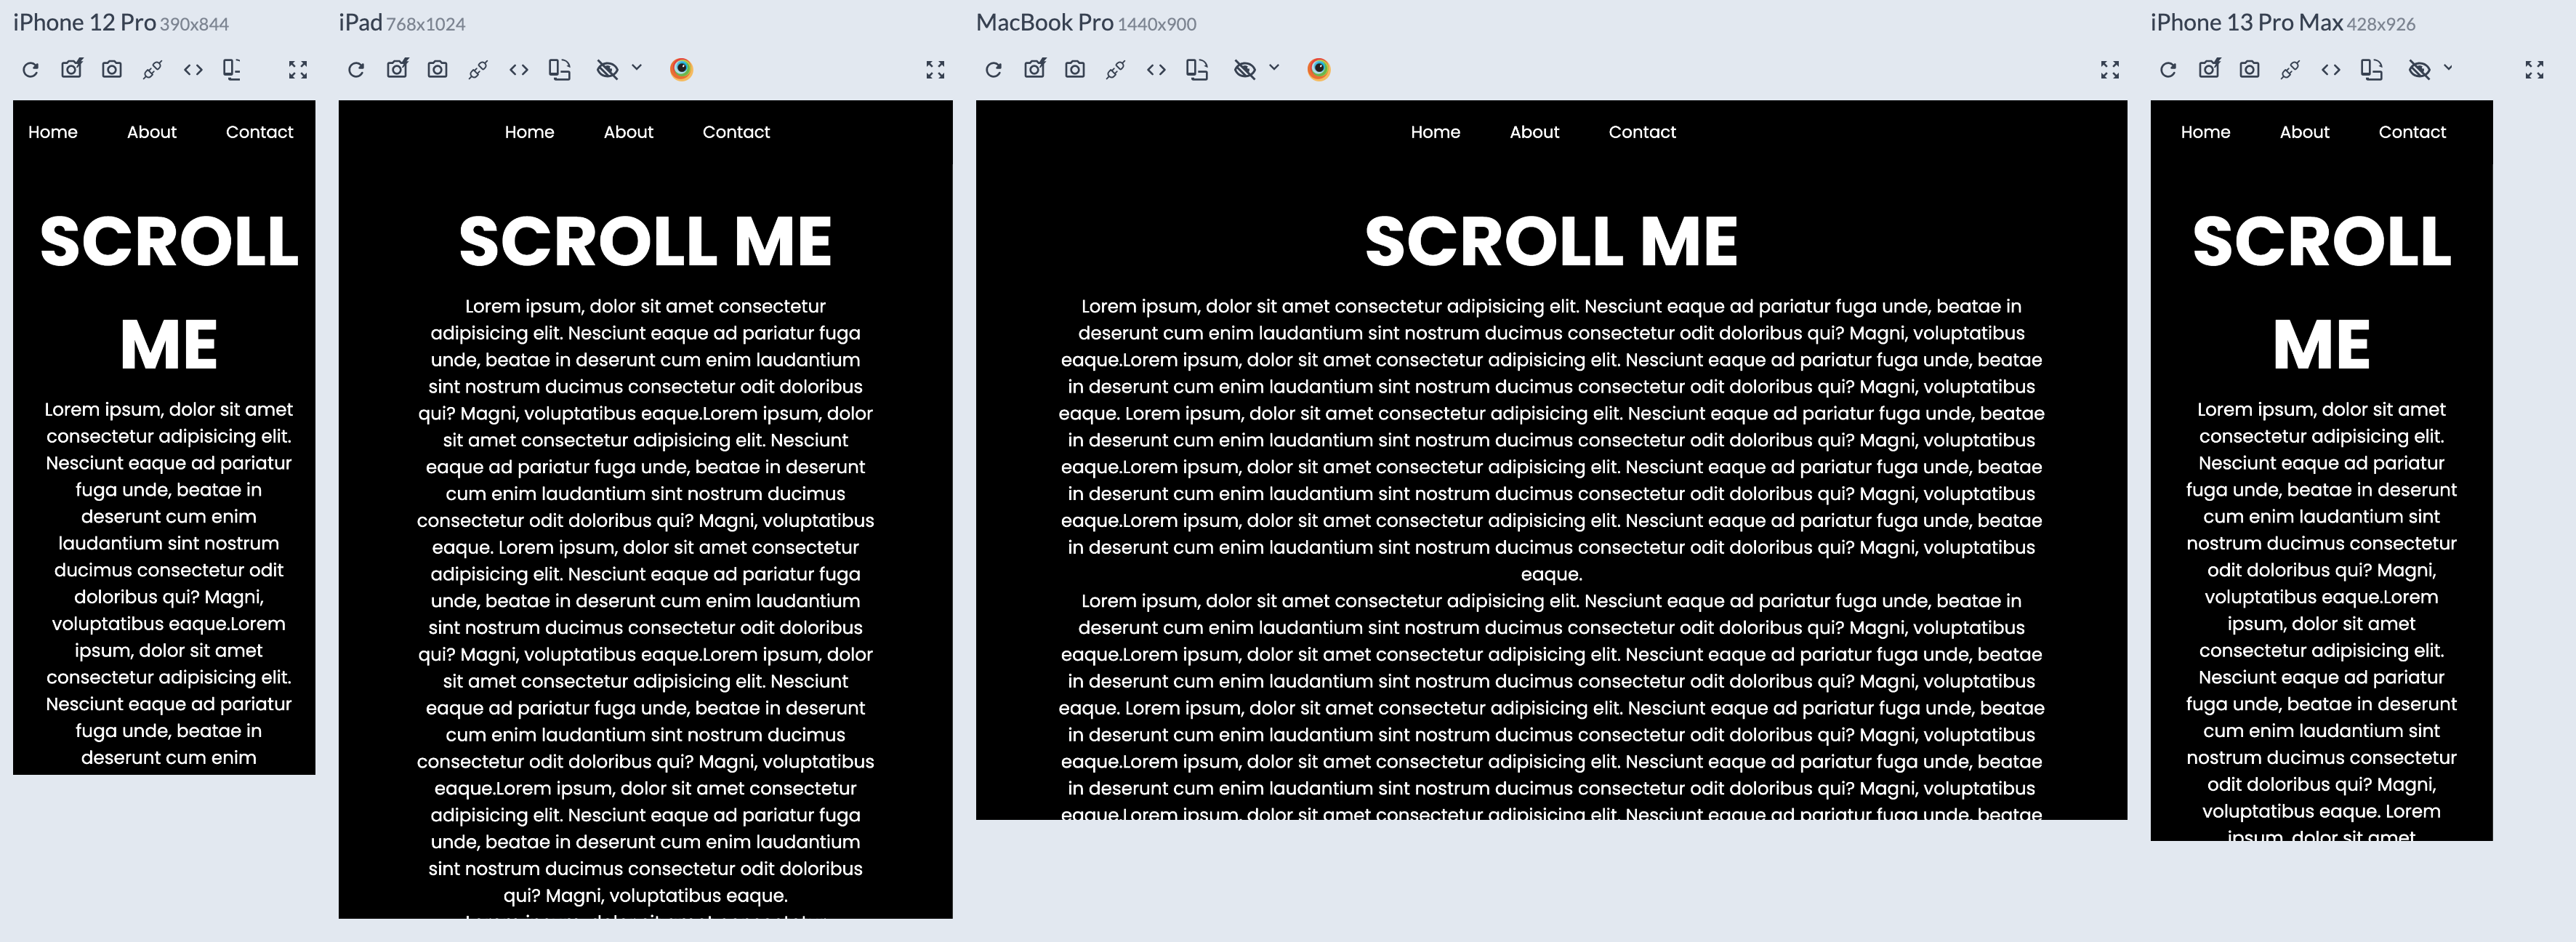 iPhone 12 Pro 390x844
Home About Contact
SCROLL
ME
Lorem ipsum, dolor sit amet
consectetur adipisicing elit.
Nesciunt eaque ad pariatur
fuga unde, beatae in
deserunt cum enim
laudantium sint nostrum
ducimus consectetur odit
doloribus qui? Magni,
voluptatibus eaque.Lorem
ipsum, dolor sit amet
consectetur adipisicing elit.
Nesciunt eaque ad pariatur
fuga unde, beatae in
deserunt cum enim
iPad 768x1024
Home About Contact
SCROLL ME
Lorem ipsum, dolor sit amet consectetur
adipisicing elit. Nesciunt eaque ad pariatur fuga
unde, beatae in deserunt cum enim laudantium
sint nostrum ducimus consectetur odit doloribus
qui? Magni, voluptatibus eaque.Lorem ipsum, dolor
sit amet consectetur adipisicing elit. Nesciunt
eaque ad pariatur fuga unde, beatae in deserunt
cum enim laudantium sint nostrum ducimus
consectetur odit doloribus qui? Magni, voluptatibus
eaque. Lorem ipsum, dolor sit amet consectetur
adipisicing elit. Nesciunt eaque ad pariatur fuga
unde, beatae in deserunt cum enim laudantium
sint nostrum ducimus consectetur odit doloribus
qui? Magni, voluptatibus eaque.Lorem ipsum, dolor
sit amet consectetur adipisicing elit. Nesciunt
eaque ad pariatur fuga unde, beatae in deserunt
cum enim laudantium sint nostrum ducimus
consectetur odit doloribus qui? Magni, voluptatibus
eaque.Lorem ipsum, dolor sit amet consectetur
adipisicing elit. Nesciunt eaque ad pariatur fuga
unde, beatae in deserunt cum enim laudantium
sint nostrum ducimus consectetur odit doloribus
qui? Magni, voluptatibus eaque.
MacBook Pro 1440x900
Home About Contact
SCROLL ME
Lorem ipsum, dolor sit amet consectetur adipisicing elit. Nesciunt eaque ad pariatur fuga unde, beatae in
deserunt cum enim laudantium sint nostrum ducimus consectetur odit doloribus qui? Magni, voluptatibus
eaque.Lorem ipsum, dolor sit amet consectetur adipisicing elit. Nesciunt eaque ad pariatur fuga unde, beatae
in deserunt cum enim laudantium sint nostrum ducimus consectetur odit doloribus qui? Magni, voluptatibus
eaque. Lorem ipsum, dolor sit amet consectetur adipisicing elit. Nesciunt eaque ad pariatur fuga unde, beatae
in deserunt cum enim laudantium sint nostrum ducimus consectetur odit doloribus qui? Magni, voluptatibus
eaque.Lorem ipsum, dolor sit amet consectetur adipisicing elit. Nesciunt eaque ad pariatur fuga unde, beatae
in deserunt cum enim laudantium sint nostrum ducimus consectetur odit doloribus qui? Magni, voluptatibus
eaque.Lorem ipsum, dolor sit amet consectetur adipisicing elit. Nesciunt eaque ad pariatur fuga unde, beatae
in deserunt cum enim laudantium sint nostrum ducimus consectetur odit doloribus qui? Magni, voluptatibus
eaque.
Lorem ipsum, dolor sit amet consectetur adipisicing elit. Nesciunt eaque ad pariatur fuga unde, beatae in
deserunt cum enim laudantium sint nostrum ducimus consectetur odit doloribus qui? Magni, voluptatibus
eaque.Lorem ipsum, dolor sit amet consectetur adipisicing elit. Nesciunt eaque ad pariatur fuga unde, beatae
in deserunt cum enim laudantium sint nostrum ducimus consectetur odit doloribus qui? Magni, voluptatibus
eaque. Lorem ipsum, dolor sit amet consectetur adipisicing elit. Nesciunt eaque ad pariatur fuga unde, beatae
in deserunt cum enim laudantium sint nostrum ducimus consectetur odit doloribus qui? Magni, voluptatibus
eaque.Lorem ipsum, dolor sit amet consectetur adipisicing elit. Nesciunt eaque ad pariatur fuga unde, beatae
in deserunt cum enim laudantium sint nostrum ducimus consectetur odit doloribus qui? Magni, voluptatibus
eaque.Lorem ipsum, dolor sit amet consectetur adipisicing elit. Nesciunt eaque ad pariatur fuga unde, beatae
iPhone 13 Pro Max 428x926
Home About Contact
SCROLL
ME
Lorem ipsum, dolor sit amet
consectetur adipisicing elit.
Nesciunt eaque ad pariatur
fuga unde, beatae in deserunt
cum enim laudantium sint
nostrum ducimus consectetur
odit doloribus qui? Magni,
voluptatibus eaque.Lorem
ipsum, dolor sit amet
consectetur adipisicing elit.
Nesciunt eaque ad pariatur
fuga unde, beatae in deserunt
cum enim laudantium sint
nostrum ducimus consectetur
odit doloribus qui? Magni,
voluptatibus eaque. Lorem
ipsum, dolor sit amet